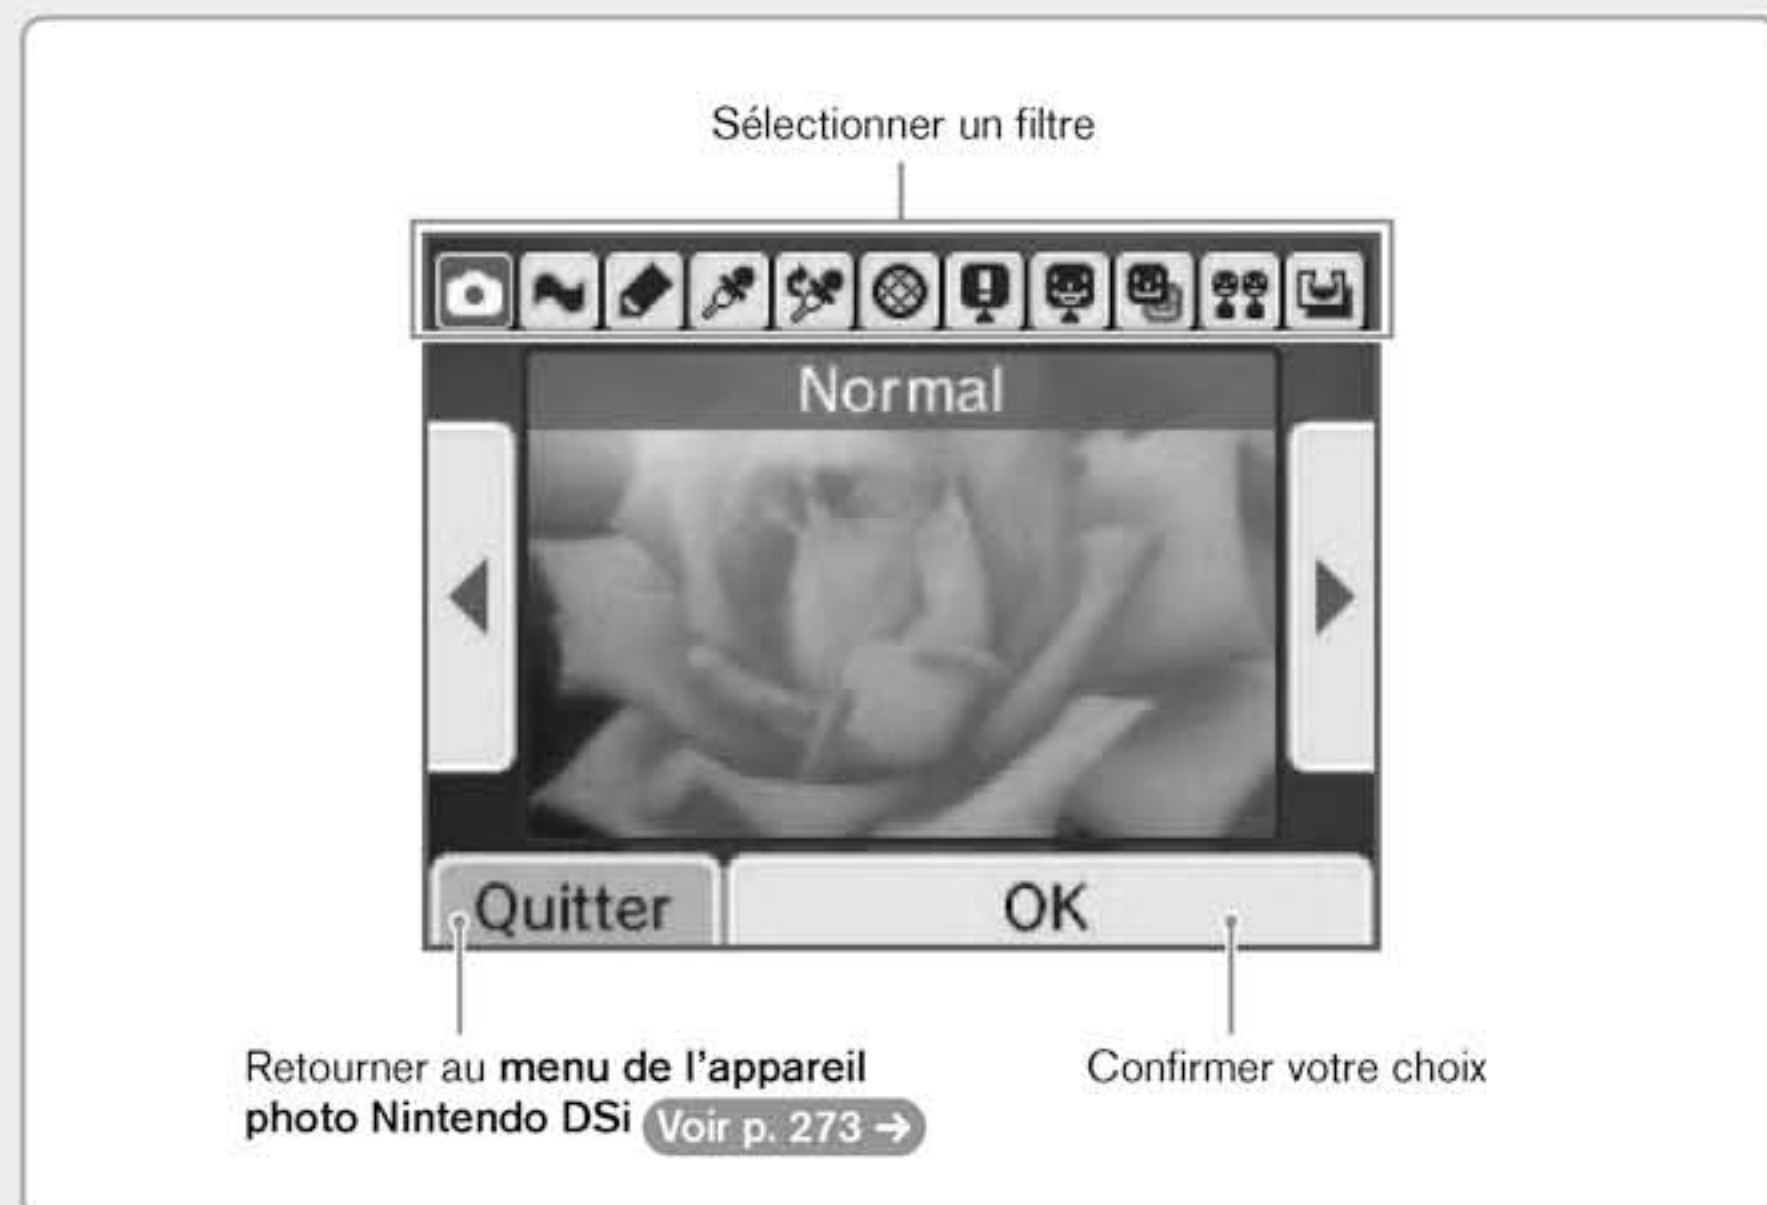 Sélectionner un filtre
Normal
Quitter
OK
Retourner au menu de l'appareil
photo Nintendo DSi Voir p. 273 →
Confirmer votre choix